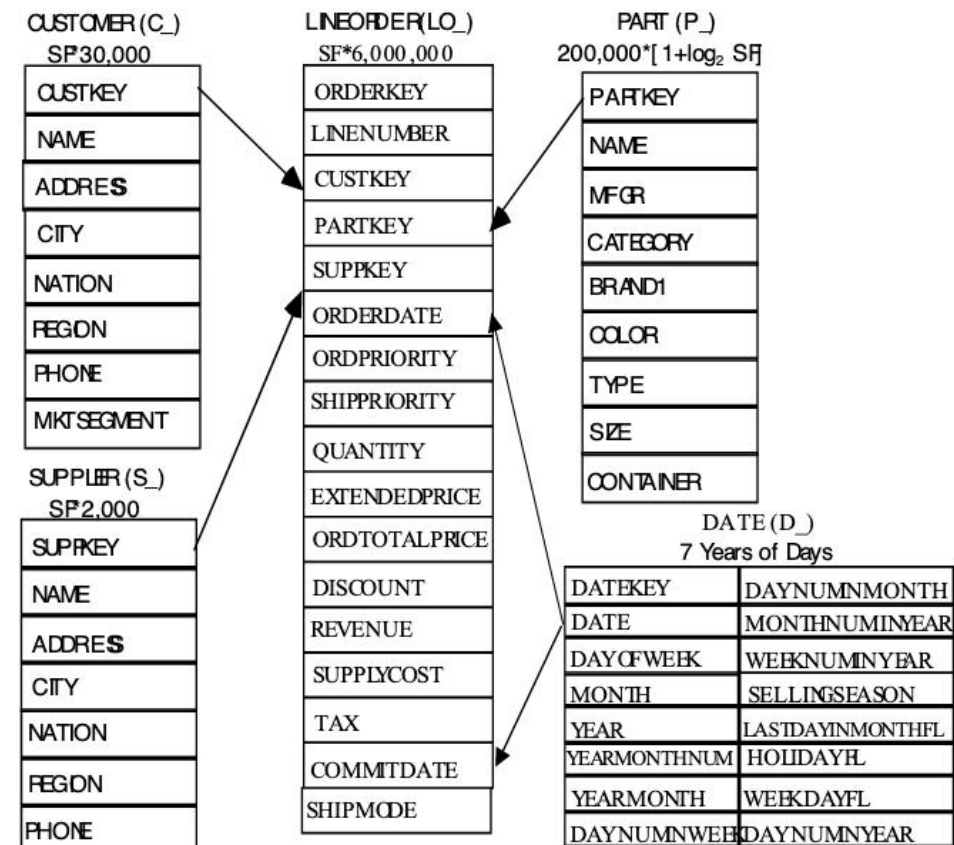 CUSTOMER (C_)
SF*30,000
CUSTKEY
NAME
ADDRESS
CITY
NATION
REGION
PHONE
MKTSEGMENT
SUPPLIER (S_)
SF*2,000
SUPPKEY
NAME
ADDRESS
CITY
NATION
REGION
PHONE
LINEORDER(LO_)
SF*6,000,000
ORDERKEY
LINENUMBER
CUSTKEY
PARTKEY
SUPPKEY
ORDERDATE
ORDPRIORITY
SHIPPRIORITY
QUANTITY
EXTENDEDPRICE
ORDTOTALPRICE
DISCOUNT
REVENUE
SUPPLYCOST
TAX
COMMITDATE
SHIPMODE
PART (P_)
200,000*[1+log₂ SF]
PARTKEY
NAME
MFGR
CATEGORY
BRAND1
COLOR
TYPE
SIZE
CONTAINER
DATE (D_)
7 Years of Days
DATEKEY DAYNUMINMONTH
DATE MONTHNUMINYEAR
DAYOFWEEK WEEKNUMINYEAR
MONTH SELLINGSEASON
YEAR LASTDAYINMONTHFL
YEARMONTHNUM HOLIDAYFL
YEARMONTH WEEKDAYFL
DAYNUMINWEEK DAYNUMINYEAR